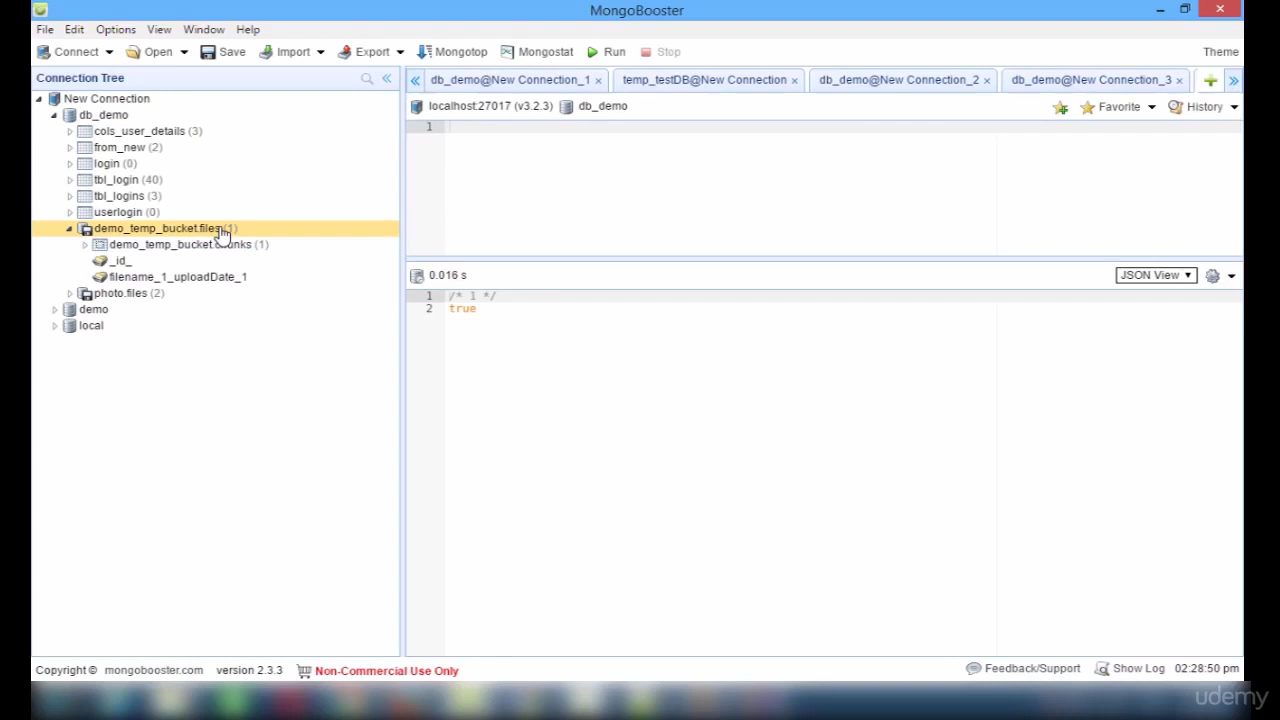 MongoBooster
File Edit Options View Window Help
Connect Open Save Import Export Mongotop Mongostat Run Stop Theme
Connection Tree
db_demo@New Connection_1 × temp_testDB@New Connection × db_demo@New Connection_2 × db_demo@New Connection_3 ×
New Connection
db_demo
cols_user_details (3)
from_new (2)
login (0)
tbl_login (40)
tbl_logins (3)
userlogin (0)
demo_temp_bucket.files (1)
demo_temp_bucket.chunks (1)
_id_
filename_1_uploadDate_1
photo.files (2)
demo
local
localhost:27017 (v3.2.3) db_demo Favorite History
1
0.016 s JSON View
1 /* 1 */
2 true
Copyright © mongobooster.com version 2.3.3 Non-Commercial Use Only Feedback/Support Show Log 02:28:50 pm
udemy